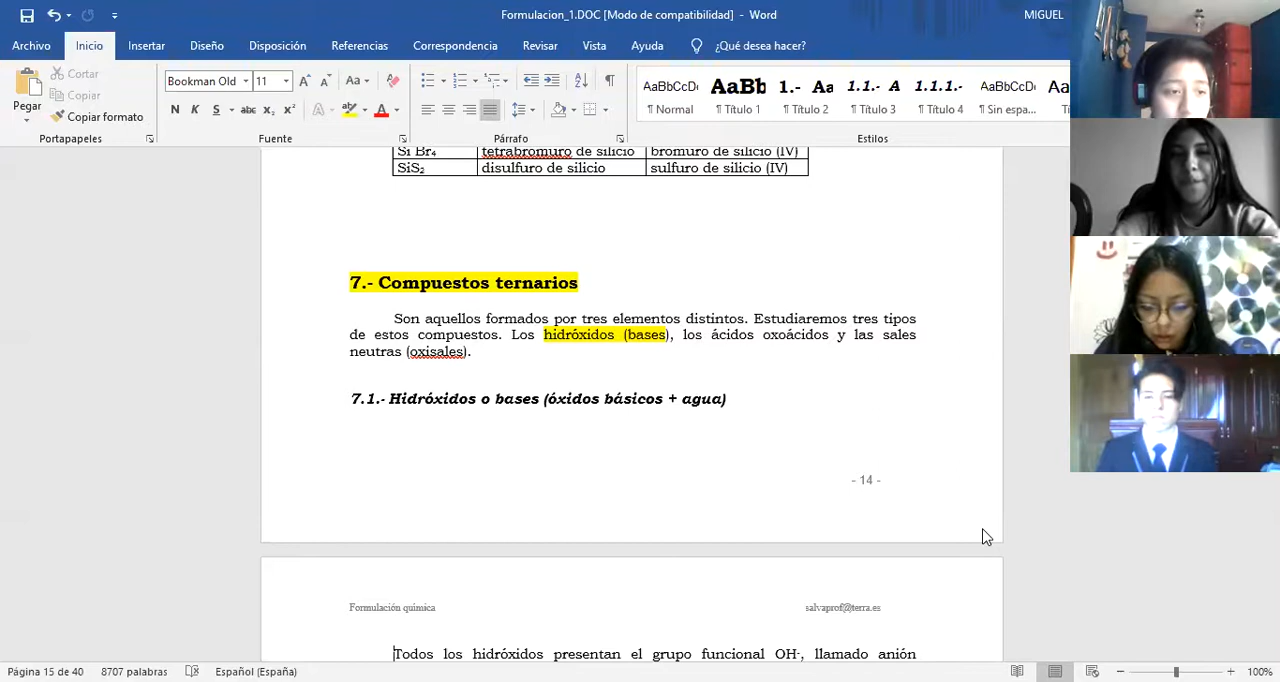 Formulacion_1.DOC [Modo de compatibilidad] - Word
MIGUEL
Archivo Inicio Insertar Diseño Disposición Referencias Correspondencia Revisar Vista Ayuda ¿Qué desea hacer?
Pegar
Cortar
Copiar
Copiar formato
Bookman Old 11
N K S abc x₂ x²
AaBbCcDc AaBb 1.- Aa 1.1.- A 1.1.1.- AaBbCcDc Aa
¶ Normal ¶ Título 1 ¶ Título 2 ¶ Título 3 ¶ Título 4 ¶ Sin espa...
Portapapeles Fuente Párrafo Estilos
Si Br₄ tetrabromuro de silicio bromuro de silicio (IV)
SiS₂ disulfuro de silicio sulfuro de silicio (IV)
7.- Compuestos ternarios
Son aquellos formados por tres elementos distintos. Estudiaremos tres tipos
de estos compuestos. Los hidróxidos (bases), los ácidos oxoácidos y las sales
neutras (oxisales).
7.1.- Hidróxidos o bases (óxidos básicos + agua)
- 14 -
Formulación química salvaprof@terra.es
Todos los hidróxidos presentan el grupo funcional OH-, llamado anión
Página 15 de 40 8707 palabras Español (España) 100%